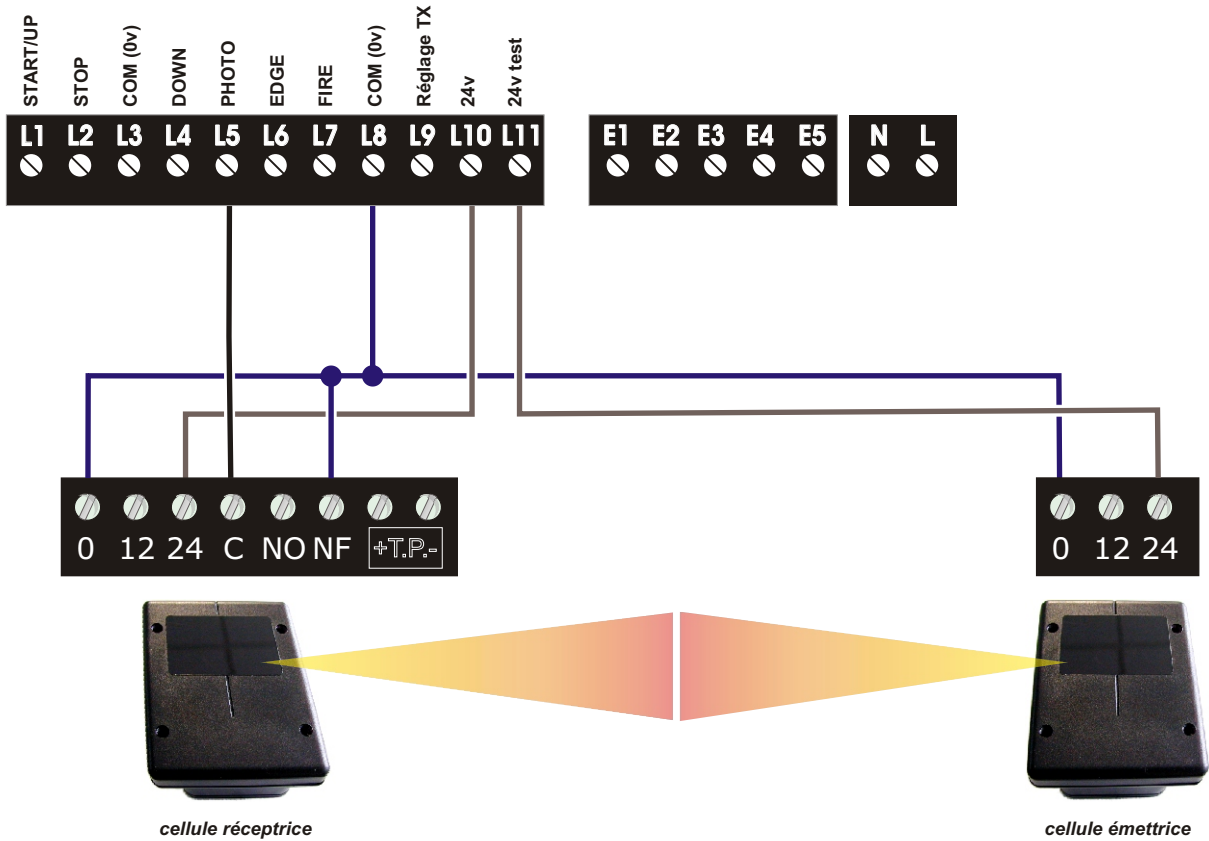 START/UP STOP COM (0v) DOWN PHOTO EDGE FIRE COM (0v) Réglage TX 24v 24v test
L1 L2 L3 L4 L5 L6 L7 L8 L9 L10 L11 E1 E2 E3 E4 E5 N L
0 12 24 C NO NF +T.P.- 0 12 24
cellule réceptrice cellule émettrice